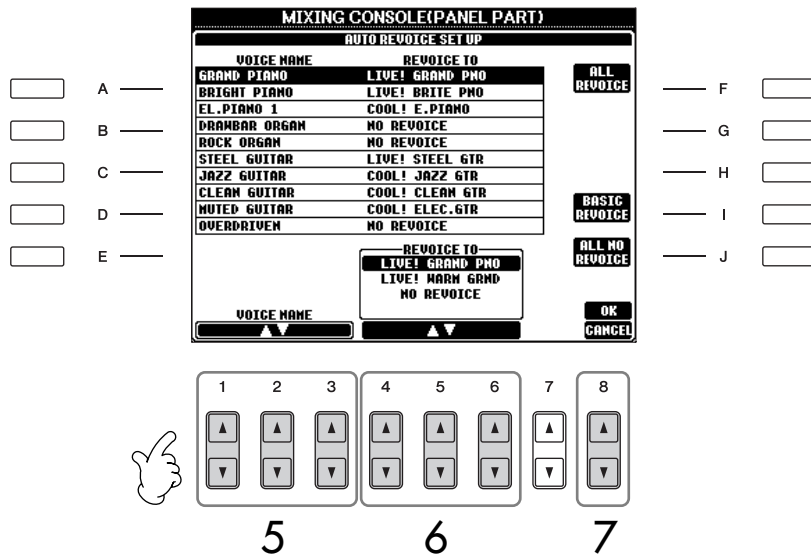 MIXING CONSOLE(PANEL PART)
AUTO REVOICE SET UP
VOICE NAME REVOICE TO
GRAND PIANO LIVE! GRAND PNO
BRIGHT PIANO LIVE! BRITE PNO
EL.PIANO 1 COOL! E.PIANO
DRAWBAR ORGAN NO REVOICE
ROCK ORGAN NO REVOICE
STEEL GUITAR LIVE! STEEL GTR
JAZZ GUITAR COOL! JAZZ GTR
CLEAN GUITAR COOL! CLEAN GTR
MUTED GUITAR COOL! ELEC.GTR
OVERDRIVEN NO REVOICE
ALL
REVOICE
BASIC
REVOICE
ALL NO
REVOICE
REVOICE TO
LIVE! GRAND PNO
LIVE! WARM GRND
NO REVOICE
VOICE NAME
OK
CANCEL
A
B
C
D
E
F
G
H
I
J
1 2 3 4 5 6 7 8
5 6 7